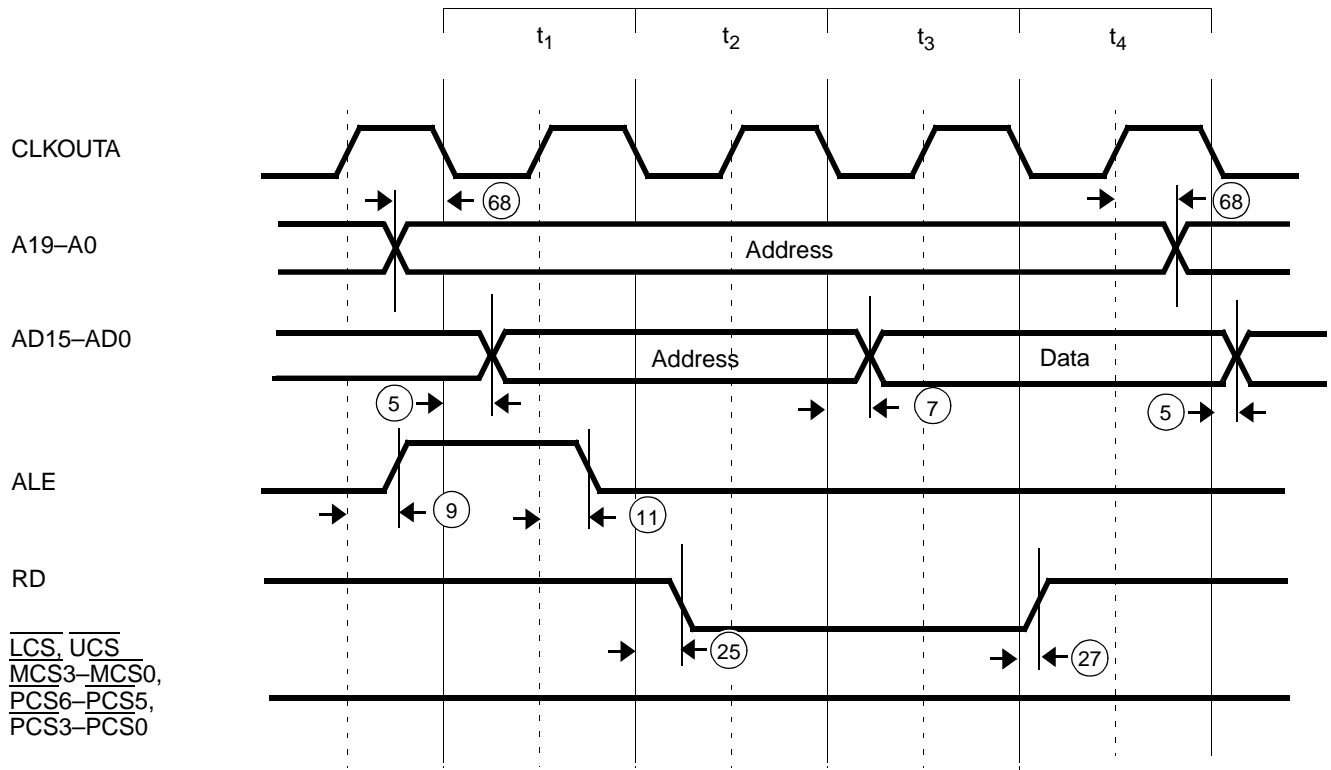 t1 t2 t3 t4
CLKOUTA
68 68
A19–A0
Address
AD15–AD0
Address Data
5 7 5
ALE
9 11
RD
25 27
LCS, UCS
MCS3–MCS0,
PCS6–PCS5,
PCS3–PCS0